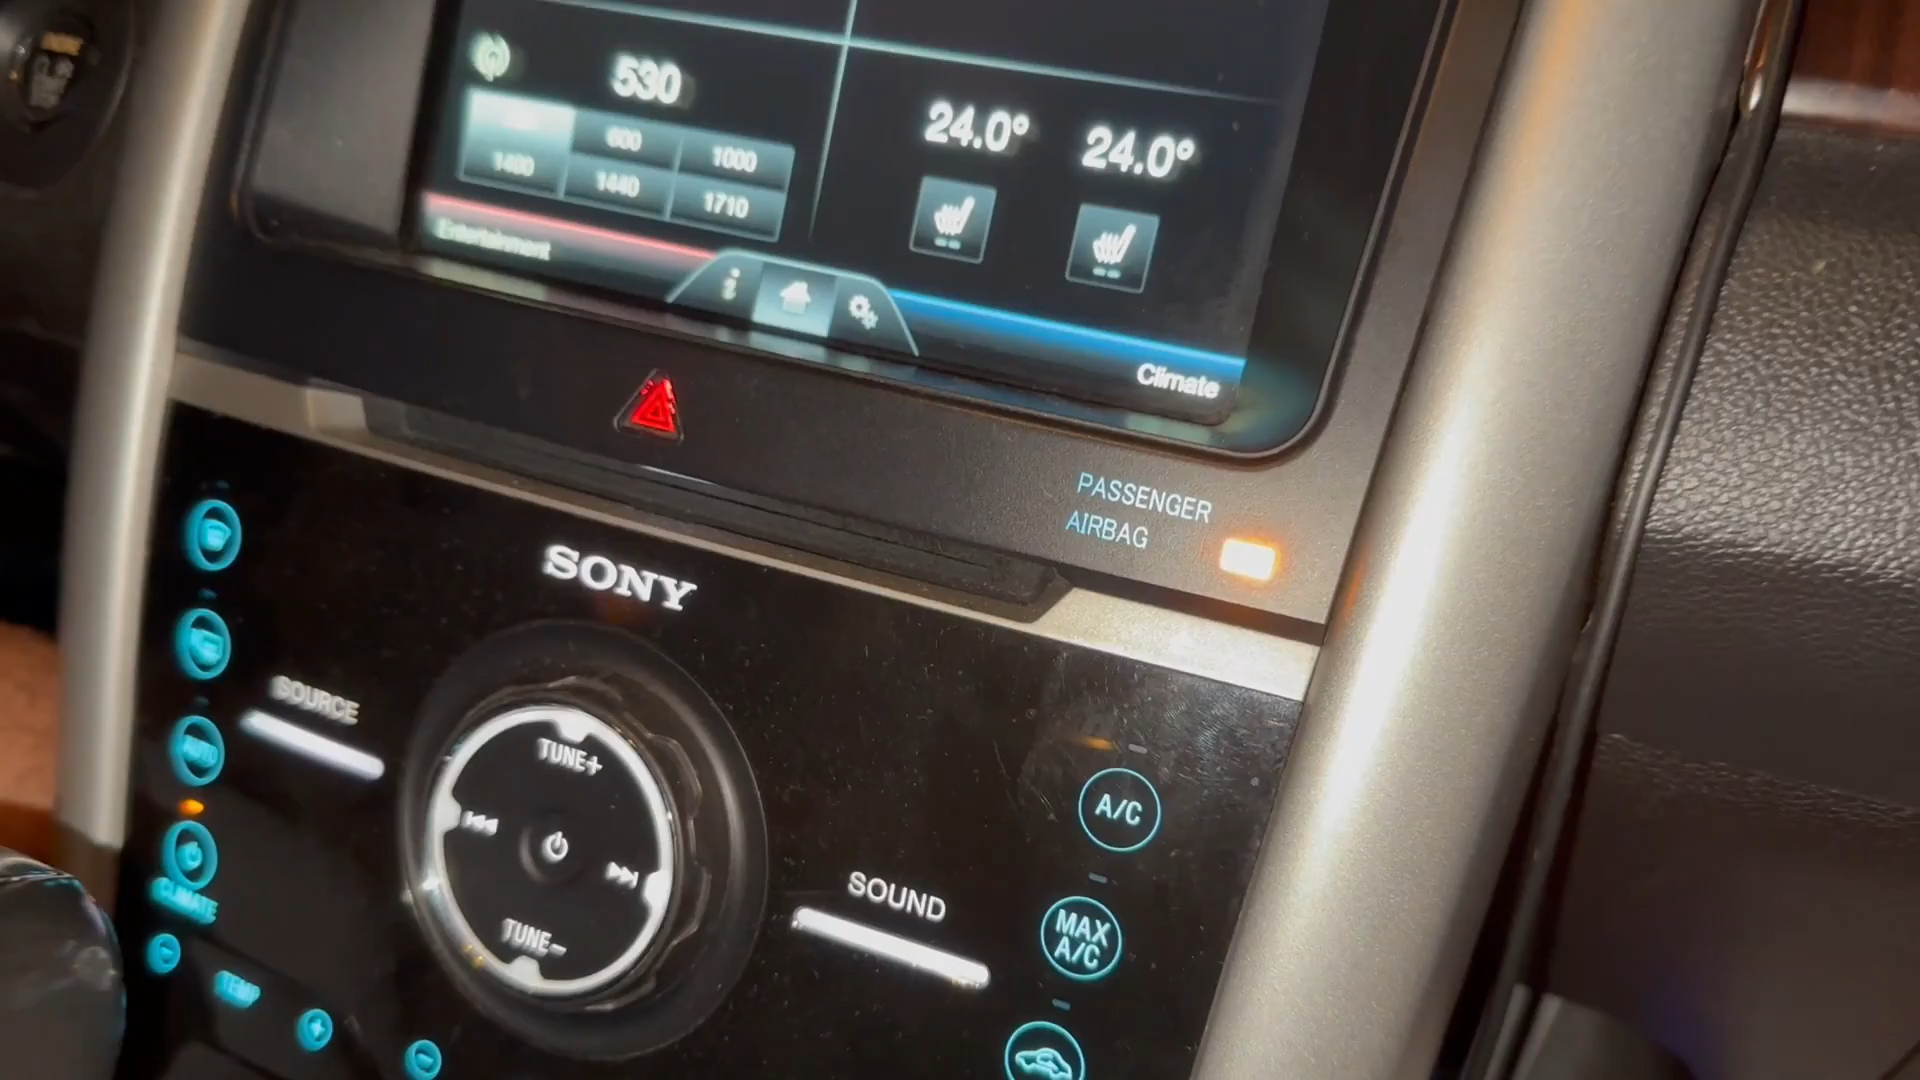 530
600
1000
1400
1440
1710
24.0°
24.0°
Entertainment
Climate
PASSENGER
AIRBAG
SONY
SOURCE
TUNE+
TUNE-
SOUND
A/C
MAX
A/C
CLIMATE
TEMP